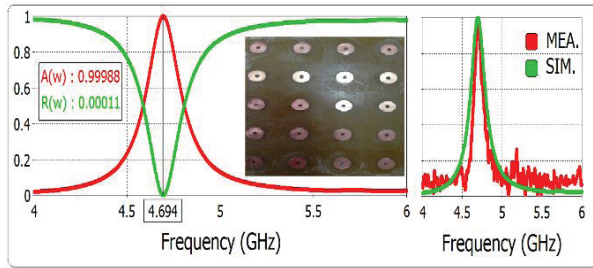 1
0.8
0.6
0.4
0.2
0
A(w) : 0.99988
R(w) : 0.00011
4
4.5
4.694
5
5.5
6
Frequency (GHz)
MEA.
SIM.
4
4.5
5
5.5
6
Frequency (GHz)